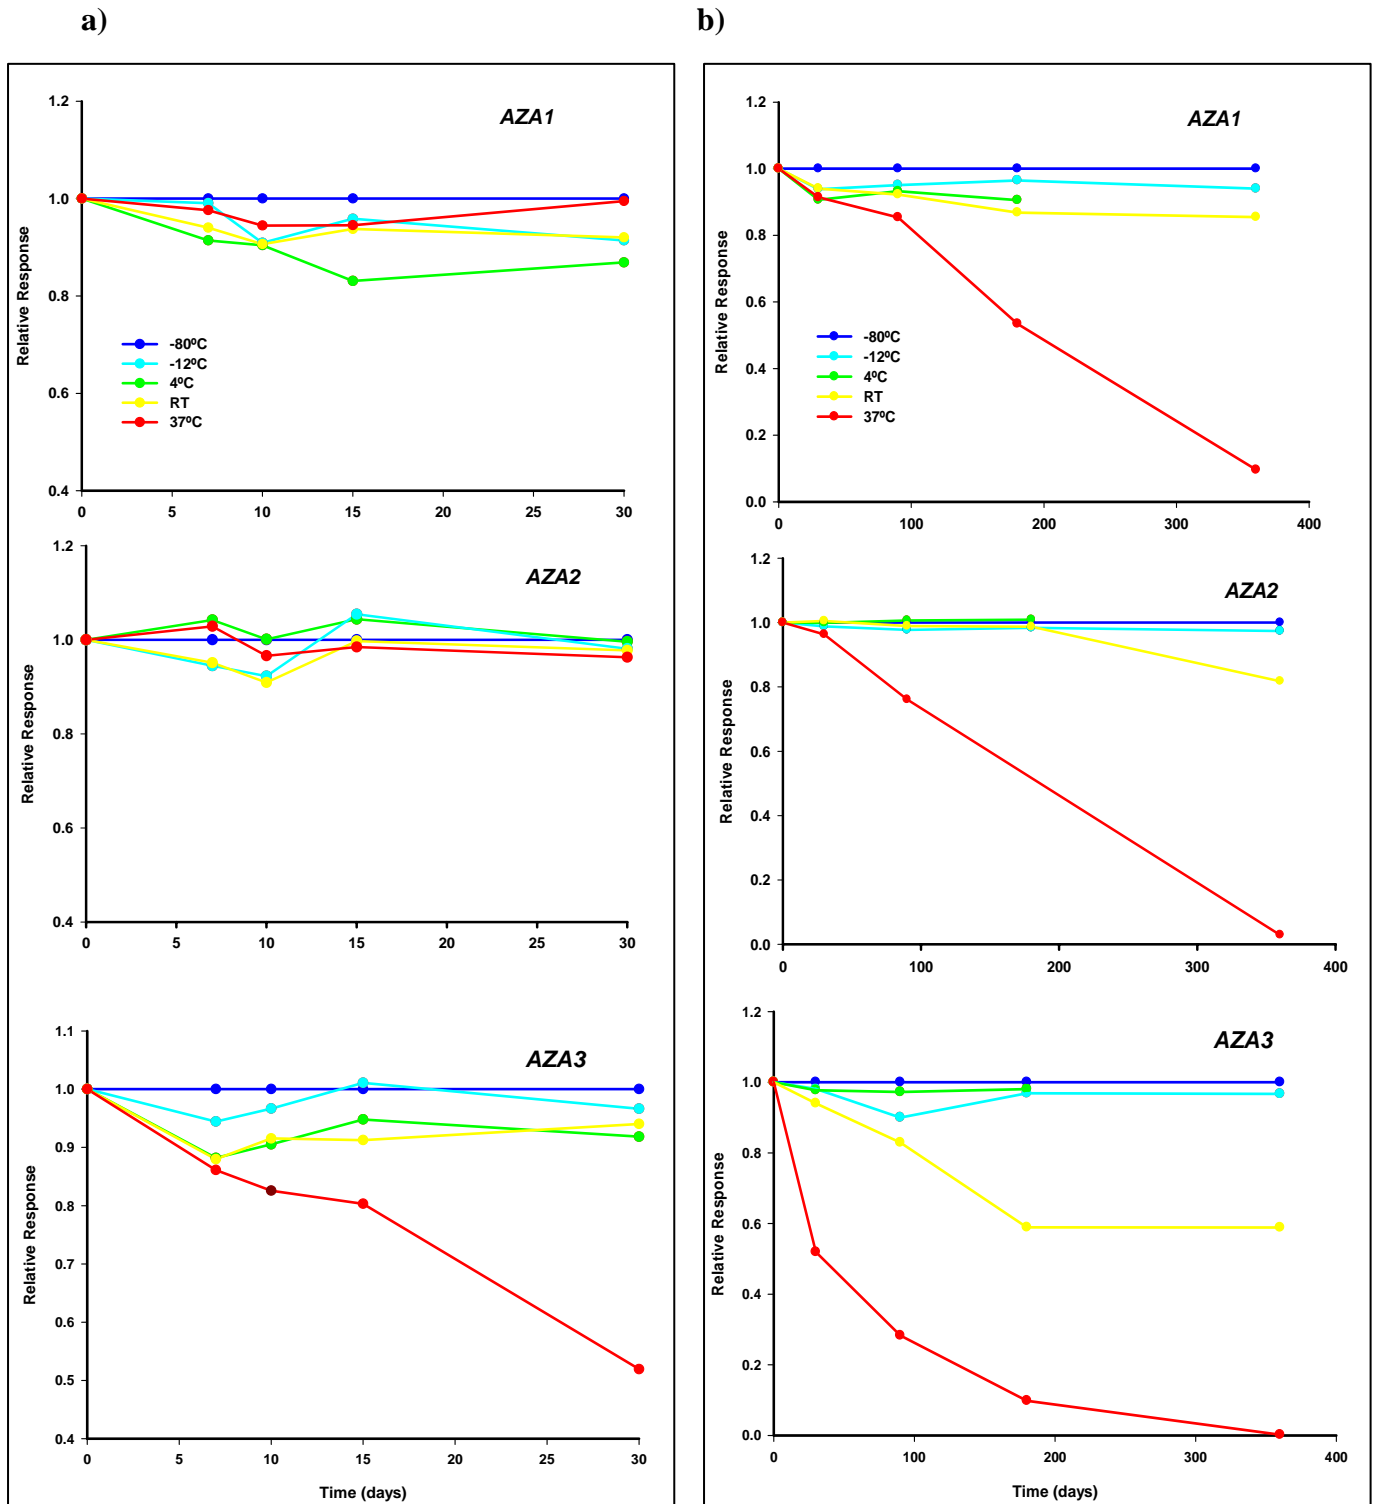 a)
b)
AZA1
1.2
1.0
0.8
0.6
0.4
Relative Response
-80ºC
-12ºC
4ºC
RT
37ºC
0 5 10 15 20 25 30
AZA1
1.2
1.0
0.8
0.6
0.4
0.2
0.0
Relative Response
-80ºC
-12ºC
4ºC
RT
37ºC
0 100 200 300 400
AZA2
1.2
1.0
0.8
0.6
0.4
Relative Response
0 5 10 15 20 25 30
AZA2
1.2
1.0
0.8
0.6
0.4
0.2
0.0
Relative Response
0 100 200 300 400
AZA3
1.1
1.0
0.9
0.8
0.7
0.6
0.5
0.4
Relative Response
0 5 10 15 20 25 30
Time (days)
AZA3
1.2
1.0
0.8
0.6
0.4
0.2
0.0
Relative Response
0 100 200 300 400
Time (days)